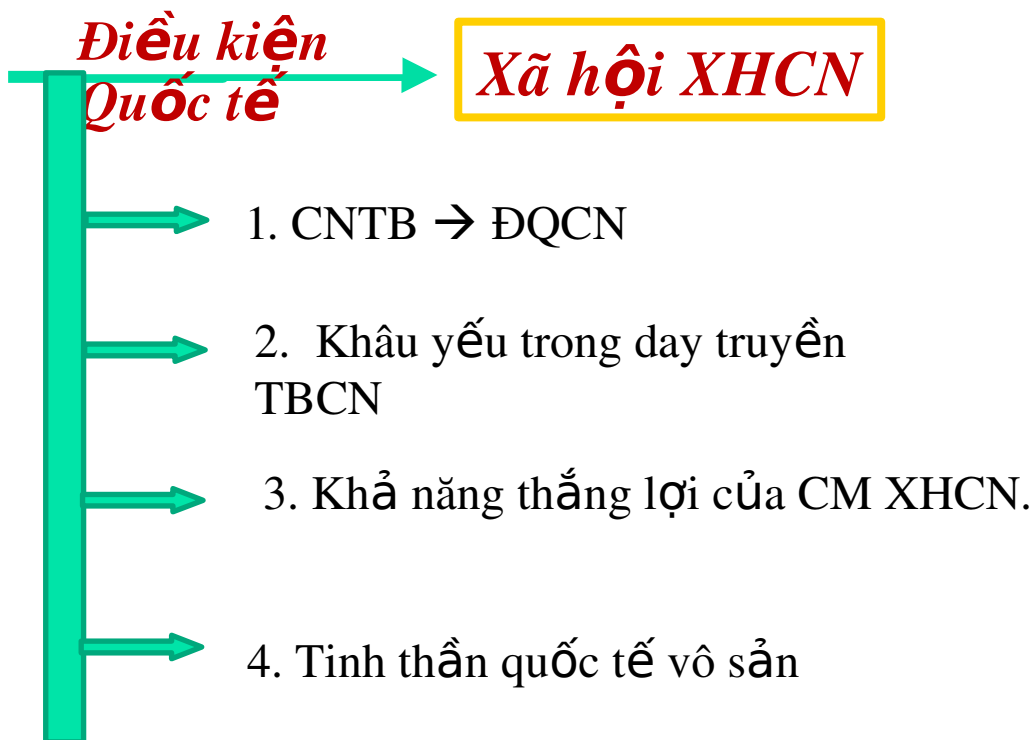 Điều kiện
Quốc tế
Xã hội XHCN
1. CNTB → ĐQCN
2. Khâu yếu trong day truyền
TBCN
3. Khả năng thắng lợi của CM XHCN.
4. Tinh thần quốc tế vô sản